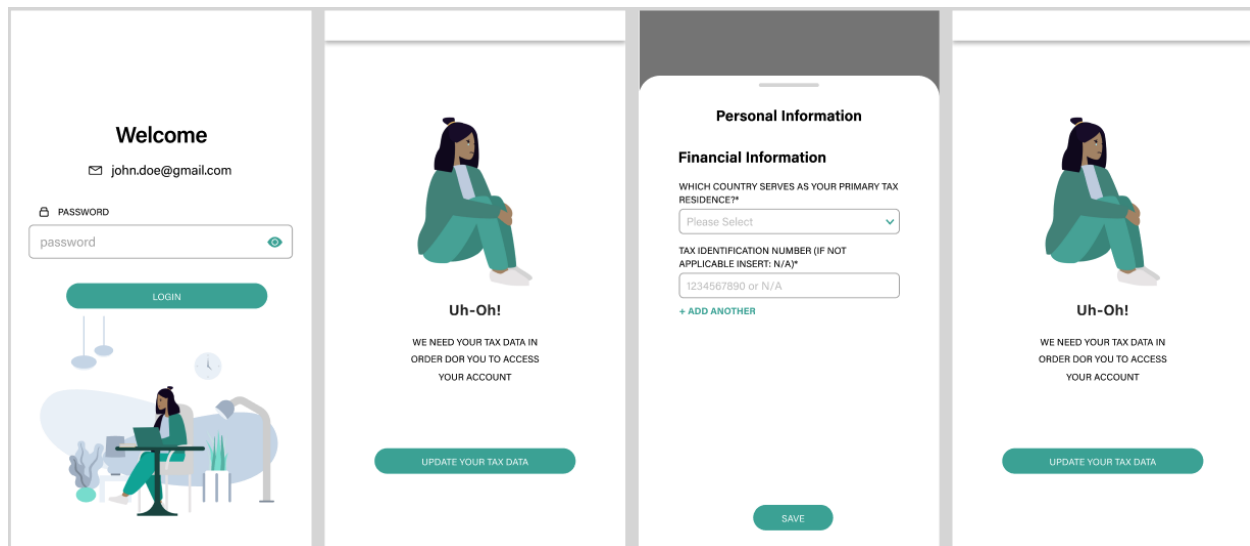 Welcome
john.doe@gmail.com
PASSWORD
password
LOGIN
Uh-Oh!
WE NEED YOUR TAX DATA IN
ORDER DOR YOU TO ACCESS
YOUR ACCOUNT
UPDATE YOUR TAX DATA
Personal Information
Financial Information
WHICH COUNTRY SERVES AS YOUR PRIMARY TAX
RESIDENCE?*
Please Select
TAX IDENTIFICATION NUMBER (IF NOT
APPLICABLE INSERT: N/A)*
1234567890 or N/A
+ ADD ANOTHER
SAVE
Uh-Oh!
WE NEED YOUR TAX DATA IN
ORDER DOR YOU TO ACCESS
YOUR ACCOUNT
UPDATE YOUR TAX DATA